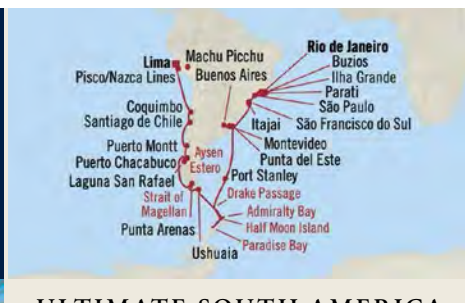 Lima
Machu Picchu
Pisco/Nazca Lines
Buenos Aires
Rio de Janeiro
Buzios
Ilha Grande
Parati
São Paulo
São Francisco do Sul
Itajai
Montevideo
Punta del Este
Coquimbo
Santiago de Chile
Puerto Montt
Puerto Chacabuco
Aysen
Estero
Laguna San Rafael
Port Stanley
Strait of
Magellan
Drake Passage
Admiralty Bay
Half Moon Island
Paradise Bay
Punta Arenas
Ushuaia
ULTIMATE SOUTH AMERICA